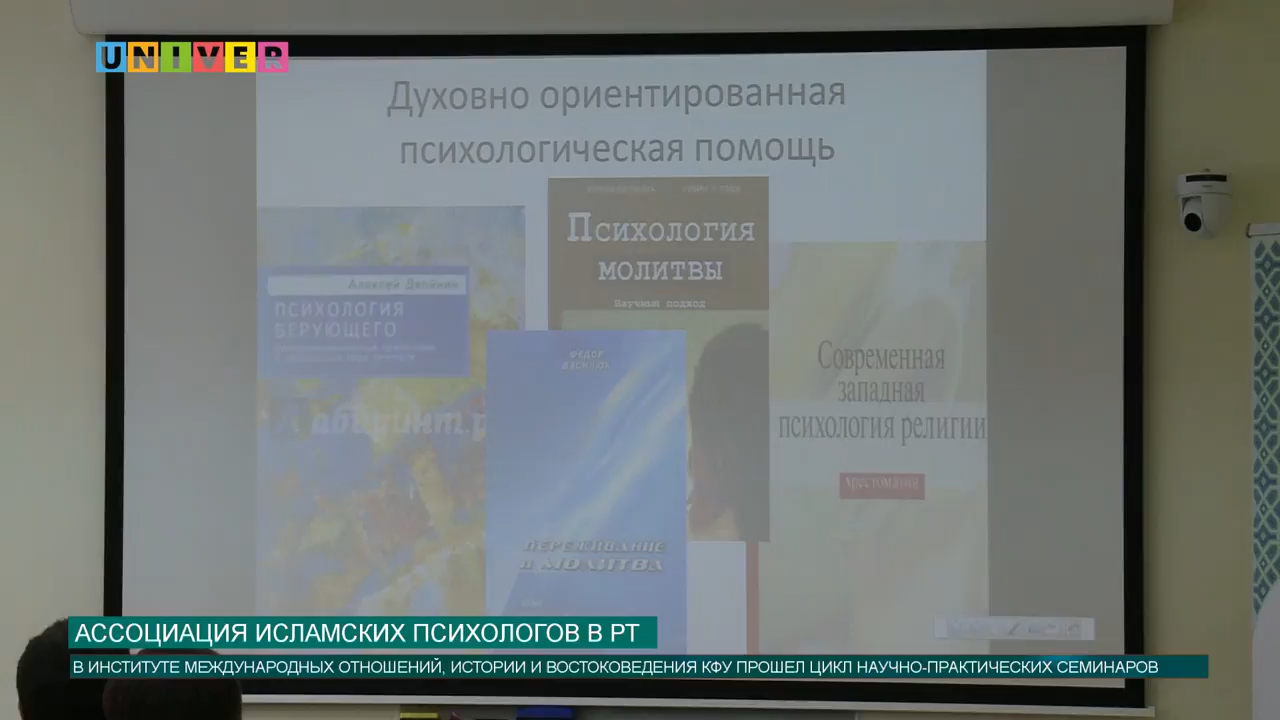 UNIVER
Духовно ориентированная
психологическая помощь
Психология
молитвы
Научный подход
Алексей Двойнин
ПСИХОЛОГИЯ
ВЕРУЮЩЕГО
ФЕДОР
ВАСИЛЮК
Современная
западная
психология религии
Хрестоматия
Лабиринт.р
ПЕРЕЖИВАНИЕ
и МОЛИТВА
АССОЦИАЦИЯ ИСЛАМСКИХ ПСИХОЛОГОВ В РТ
В ИНСТИТУТЕ МЕЖДУНАРОДНЫХ ОТНОШЕНИЙ, ИСТОРИИ И ВОСТОКОВЕДЕНИЯ КФУ ПРОШЕЛ ЦИКЛ НАУЧНО-ПРАКТИЧЕСКИХ СЕМИНАРОВ